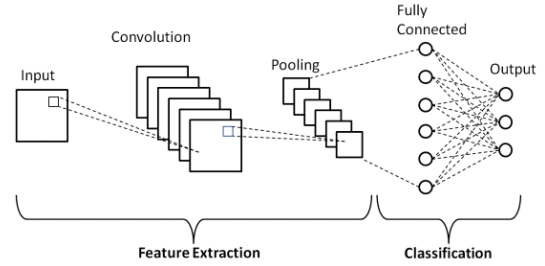 Fully
Connected
Convolution
Pooling
Input
Output
Feature Extraction
Classification